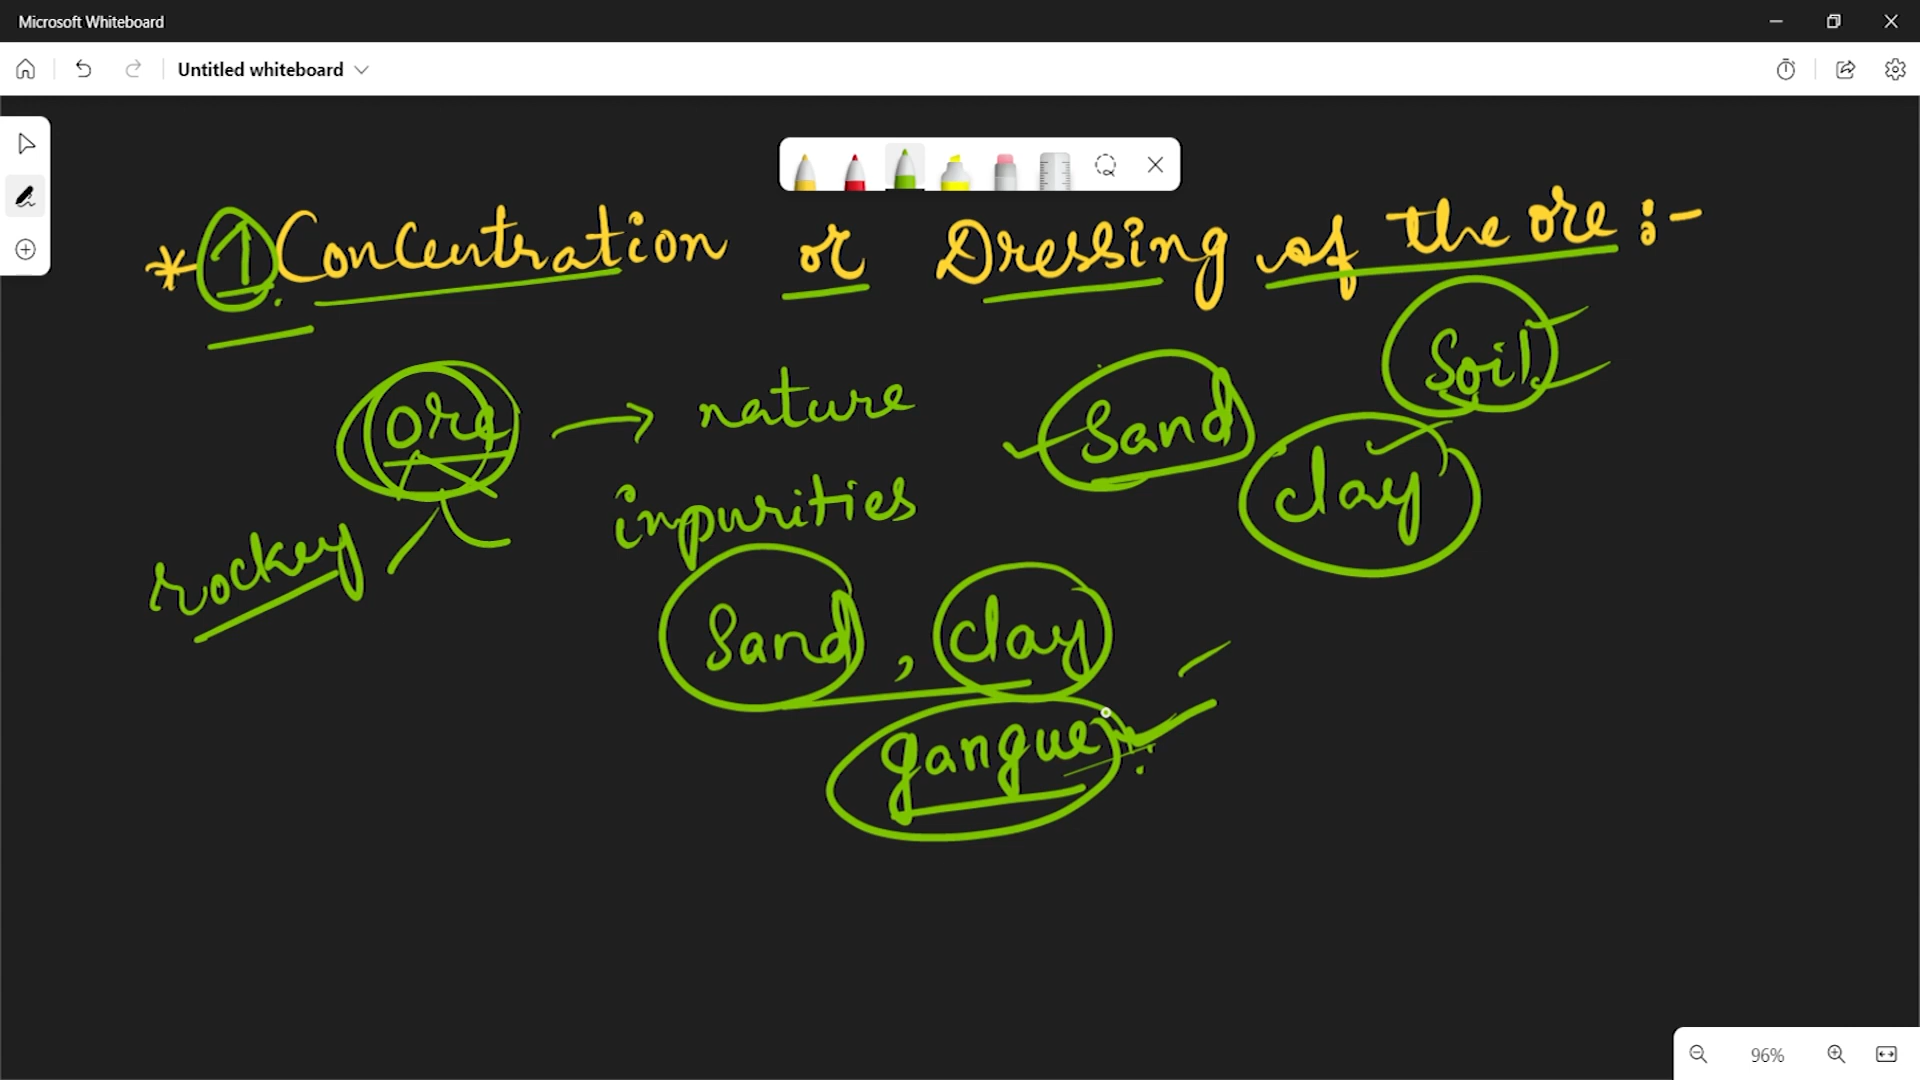 Microsoft Whiteboard
Untitled whiteboard
* 1 Concentration or Dressing of the ore :-
ore → nature
Sand
Soil
clay
impurities
rockey
Sand , clay
gangue
96%